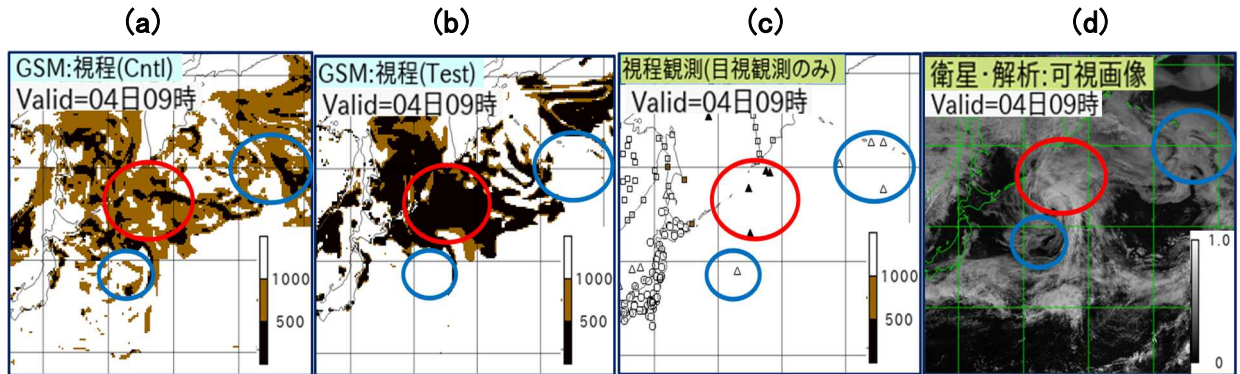 (a)
(b)
(c)
(d)
GSM:視程(Cntl)
Valid=04日09時
1000
500
GSM:視程(Test)
Valid=04日09時
1000
500
視程観測(目視観測のみ)
Valid=04日09時
1000
500
衛星・解析:可視画像
Valid=04日09時
1.0
0